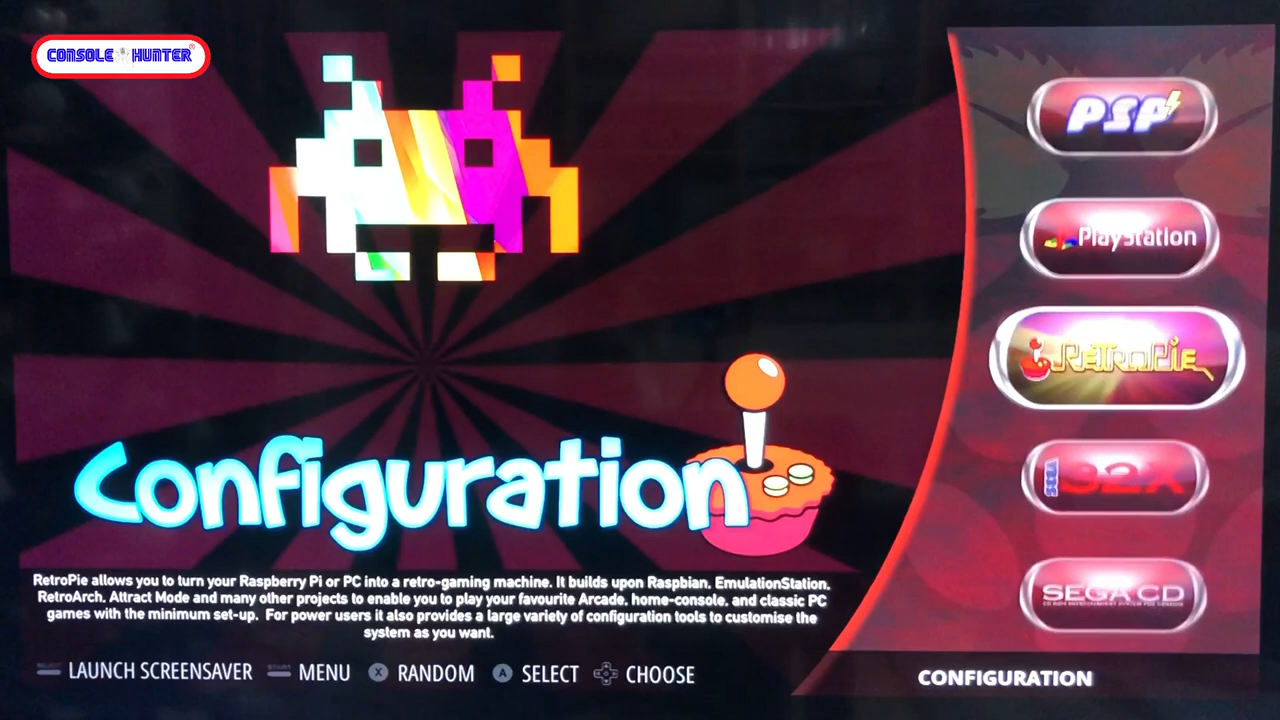 CONSOLE HUNTER
PSP
PlayStation
RETROPIE
SEGA 32X
SEGA CD
Configuration
RetroPie allows you to turn your Raspberry Pi or PC into a retro-gaming machine. It builds upon Raspbian, EmulationStation,
RetroArch, Attract Mode and many other projects to enable you to play your favourite Arcade, home-console, and classic PC
games with the minimum set-up. For power users it also provides a large variety of configuration tools to customise the
system as you want.
LAUNCH SCREENSAVER MENU X RANDOM A SELECT CHOOSE
CONFIGURATION